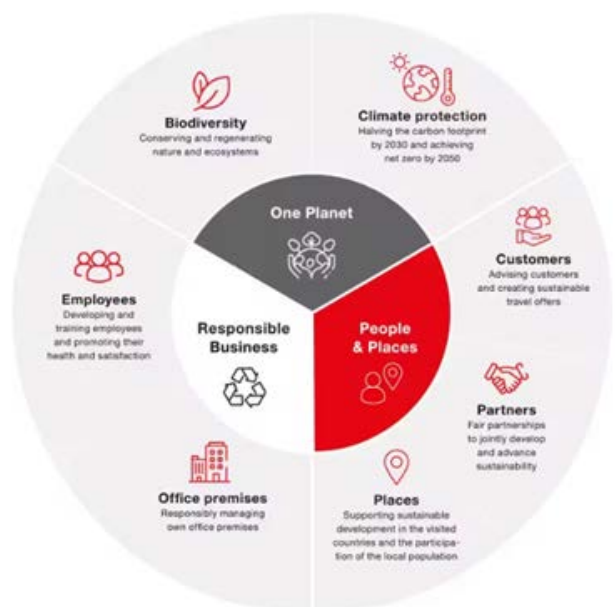 Biodiversity
Conserving and regenerating
nature and ecosystems
Climate protection
Halving the carbon footprint
by 2030 and achieving
net zero by 2050
One Planet
Customers
Advising customers
and creating sustainable
travel offers
Employees
Developing and
training employees
and promoting their
health and satisfaction
Responsible
Business
People
& Places
Partners
Fair partnerships
to jointly develop
and advance
sustainability
Office premises
Responsibly managing
own office premises
Places
Supporting sustainable
development in the visited
countries and the participa-
tion of the local population